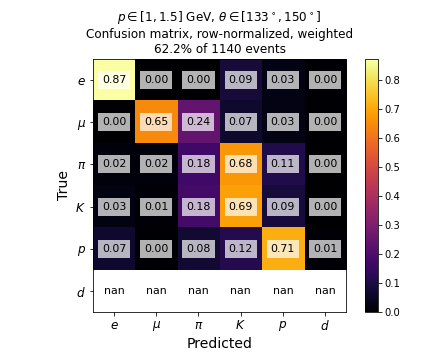 p ∈ [1, 1.5] GeV, θ ∈ [133°, 150°]
Confusion matrix, row-normalized, weighted
62.2% of 1140 events
e 0.87 0.00 0.00 0.09 0.03 0.00
μ 0.00 0.65 0.24 0.07 0.03 0.00
π 0.02 0.02 0.18 0.68 0.11 0.00
K 0.03 0.01 0.18 0.69 0.09 0.00
p 0.07 0.00 0.08 0.12 0.71 0.01
d nan nan nan nan nan nan
e μ π K p d
Predicted
True
0.8
0.7
0.6
0.5
0.4
0.3
0.2
0.1
0.0